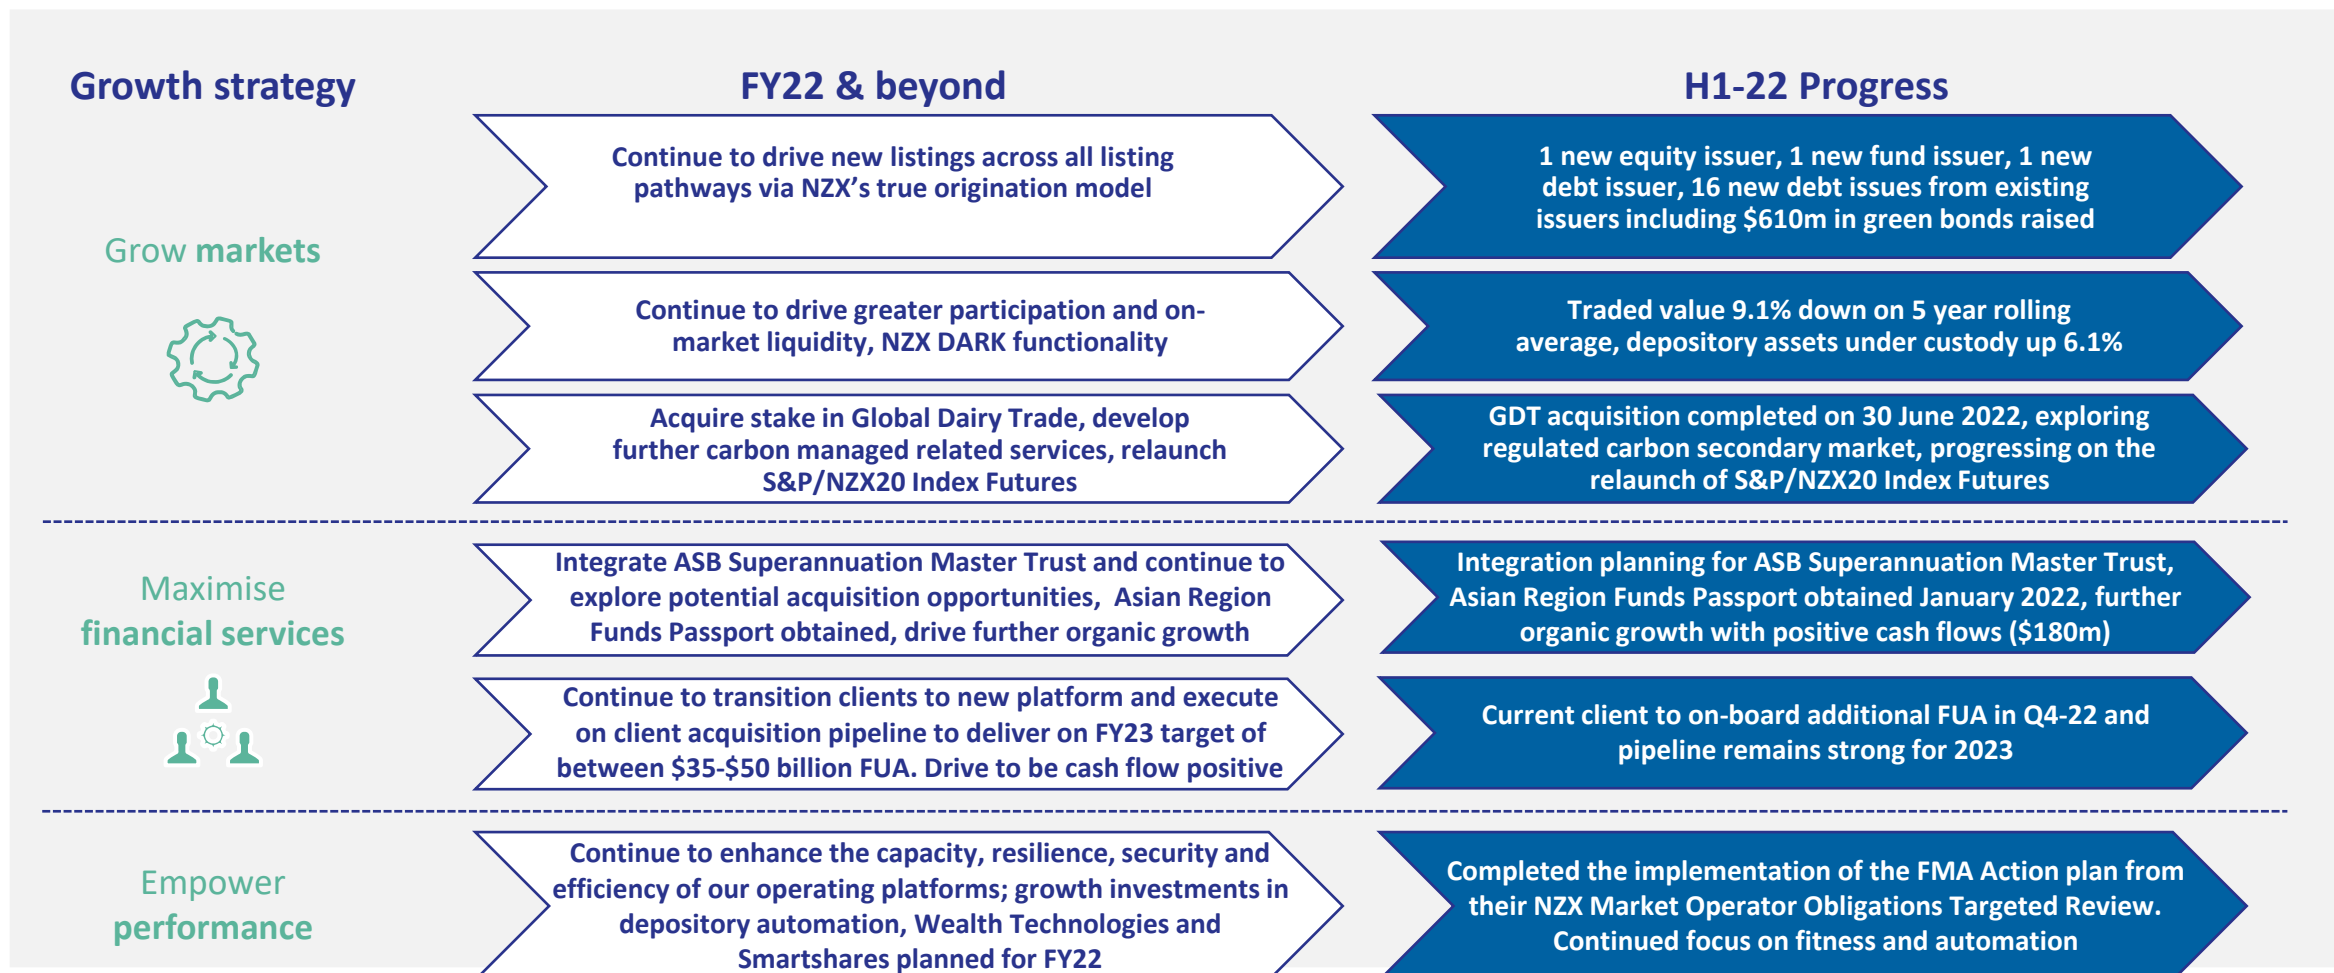 Growth strategy
FY22 & beyond
H1-22 Progress
Grow markets
Continue to drive new listings across all listing
pathways via NZX’s true origination model
1 new equity issuer, 1 new fund issuer, 1 new
debt issuer, 16 new debt issues from existing
issuers including $610m in green bonds raised
Continue to drive greater participation and on-
market liquidity, NZX DARK functionality
Traded value 9.1% down on 5 year rolling
average, depository assets under custody up 6.1%
Acquire stake in Global Dairy Trade, develop
further carbon managed related services, relaunch
S&P/NZX20 Index Futures
GDT acquisition completed on 30 June 2022, exploring
regulated carbon secondary market, progressing on the
relaunch of S&P/NZX20 Index Futures
Maximise
financial services
Integrate ASB Superannuation Master Trust and continue to
explore potential acquisition opportunities, Asian Region
Funds Passport obtained, drive further organic growth
Integration planning for ASB Superannuation Master Trust,
Asian Region Funds Passport obtained January 2022, further
organic growth with positive cash flows ($180m)
Continue to transition clients to new platform and execute
on client acquisition pipeline to deliver on FY23 target of
between $35-$50 billion FUA. Drive to be cash flow positive
Current client to on-board additional FUA in Q4-22 and
pipeline remains strong for 2023
Empower
performance
Continue to enhance the capacity, resilience, security and
efficiency of our operating platforms; growth investments in
depository automation, Wealth Technologies and
Smartshares planned for FY22
Completed the implementation of the FMA Action plan from
their NZX Market Operator Obligations Targeted Review.
Continued focus on fitness and automation